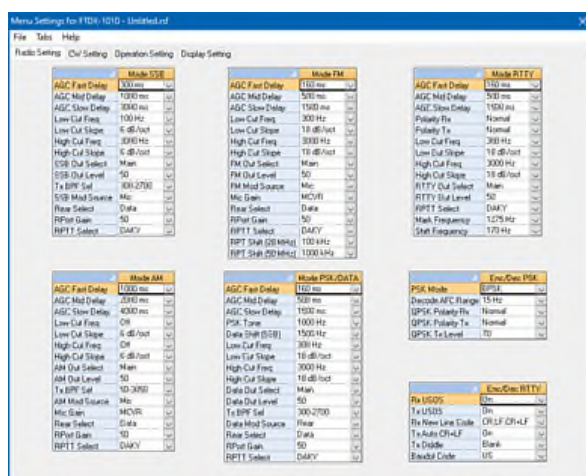 Menu Settings for FTDX-101D - Untitled.rsf
File Tabs Help
Radio Setting CW Setting Operation Setting Display Setting
Mode SSB
AGC Fast Delay 300 ms
AGC Mid Delay 1000 ms
AGC Slow Delay 3000 ms
Low Cut Freq 100 Hz
Low Cut Slope 6 dB/oct
High Cut Freq 3000 Hz
High Cut Slope 6 dB/oct
SSB Out Select Main
SSB Out Level 50
Tx BPF Sel 300-2700
SSB Mod Source Mic
Rear Select Data
RPort Gain 50
RPTT Select DAKY
Mode FM
AGC Fast Delay 160 ms
AGC Mid Delay 500 ms
AGC Slow Delay 1500 ms
Low Cut Freq 300 Hz
Low Cut Slope 18 dB/oct
High Cut Freq 3000 Hz
High Cut Slope 18 dB/oct
FM Out Select Main
FM Out Level 50
FM Mod Source Mic
Mic Gain MCVR
Rear Select Data
RPort Gain 50
RPTT Select DAKY
RPT Shift (28 MHz) 100 kHz
RPT Shift (50 MHz) 1000 kHz
Mode RTTY
AGC Fast Delay 160 ms
AGC Mid Delay 500 ms
AGC Slow Delay 1500 ms
Polarity Rx Normal
Polarity Tx Normal
Low Cut Freq 300 Hz
Low Cut Slope 18 dB/oct
High Cut Freq 3000 Hz
High Cut Slope 18 dB/oct
RTTY Out Select Main
RTTY Out Level 50
RPTT Select DAKY
Mark Frequency 1275 Hz
Shift Frequency 170 Hz
Mode AM
AGC Fast Delay 1000 ms
AGC Mid Delay 2000 ms
AGC Slow Delay 4000 ms
Low Cut Freq Off
Low Cut Slope 6 dB/oct
High Cut Freq Off
High Cut Slope 6 dB/oct
AM Out Select Main
AM Out Level 50
Tx BPF Sel 50-3050
AM Mod Source Mic
Mic Gain MCVR
Rear Select Data
RPort Gain 50
RPTT Select DAKY
Mode PSK/DATA
AGC Fast Delay 160 ms
AGC Mid Delay 500 ms
AGC Slow Delay 1500 ms
PSK Tone 1000 Hz
Data Shift (SSB) 1500 Hz
Low Cut Freq 300 Hz
Low Cut Slope 18 dB/oct
High Cut Freq 3000 Hz
High Cut Slope 18 dB/oct
Data Out Select Main
Data Out Level 50
Tx BPF Sel 300-2700
Data Mod Source Rear
Rear Select Data
RPort Gain 50
RPTT Select DAKY
Enc/Dec PSK
PSK Mode BPSK
Decode AFC Range 15 Hz
QPSK Polarity Rx Normal
QPSK Polarity Tx Normal
QPSK Tx Level 70
Enc/Dec RTTY
Rx USOS On
Tx USOS On
Rx New Line Code CR,LF,CR+LF
Tx Auto CR+LF On
Tx Diddle Blank
Baudot Code US